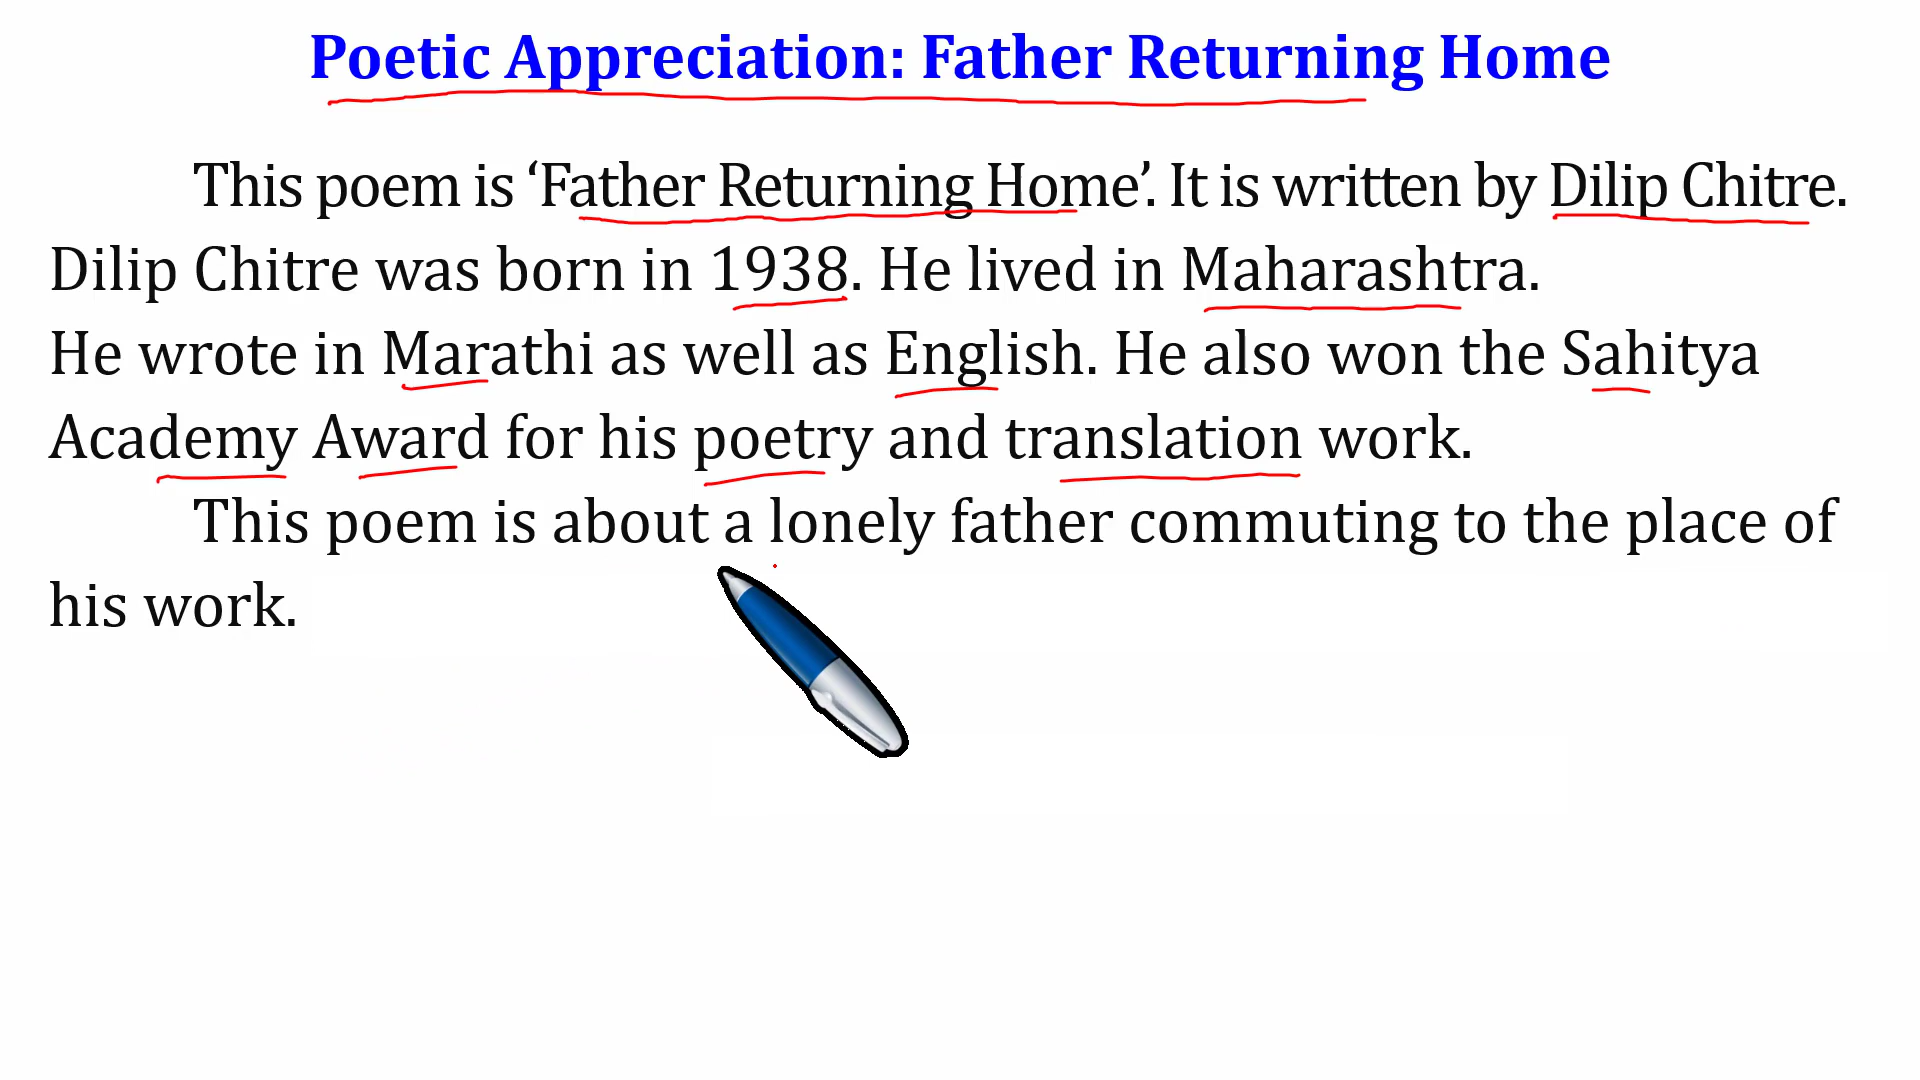 Poetic Appreciation: Father Returning Home
This poem is ‘Father Returning Home’. It is written by Dilip Chitre.
Dilip Chitre was born in 1938. He lived in Maharashtra.
He wrote in Marathi as well as English. He also won the Sahitya
Academy Award for his poetry and translation work.
This poem is about a lonely father commuting to the place of
his work.